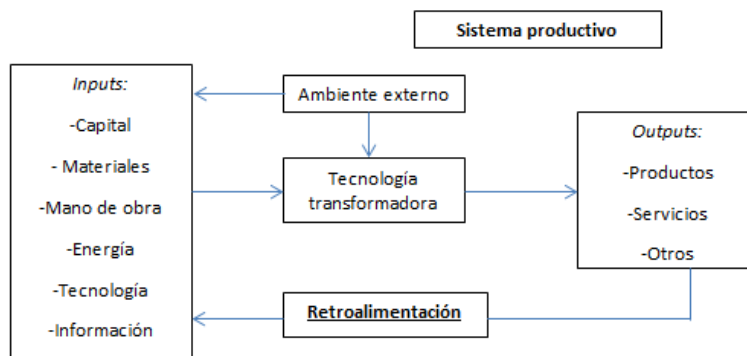 Sistema productivo
Inputs:
-Capital
- Materiales
-Mano de obra
-Energía
-Tecnología
-Información
Ambiente externo
Tecnología
transformadora
Retroalimentación
Outputs:
-Productos
-Servicios
-Otros